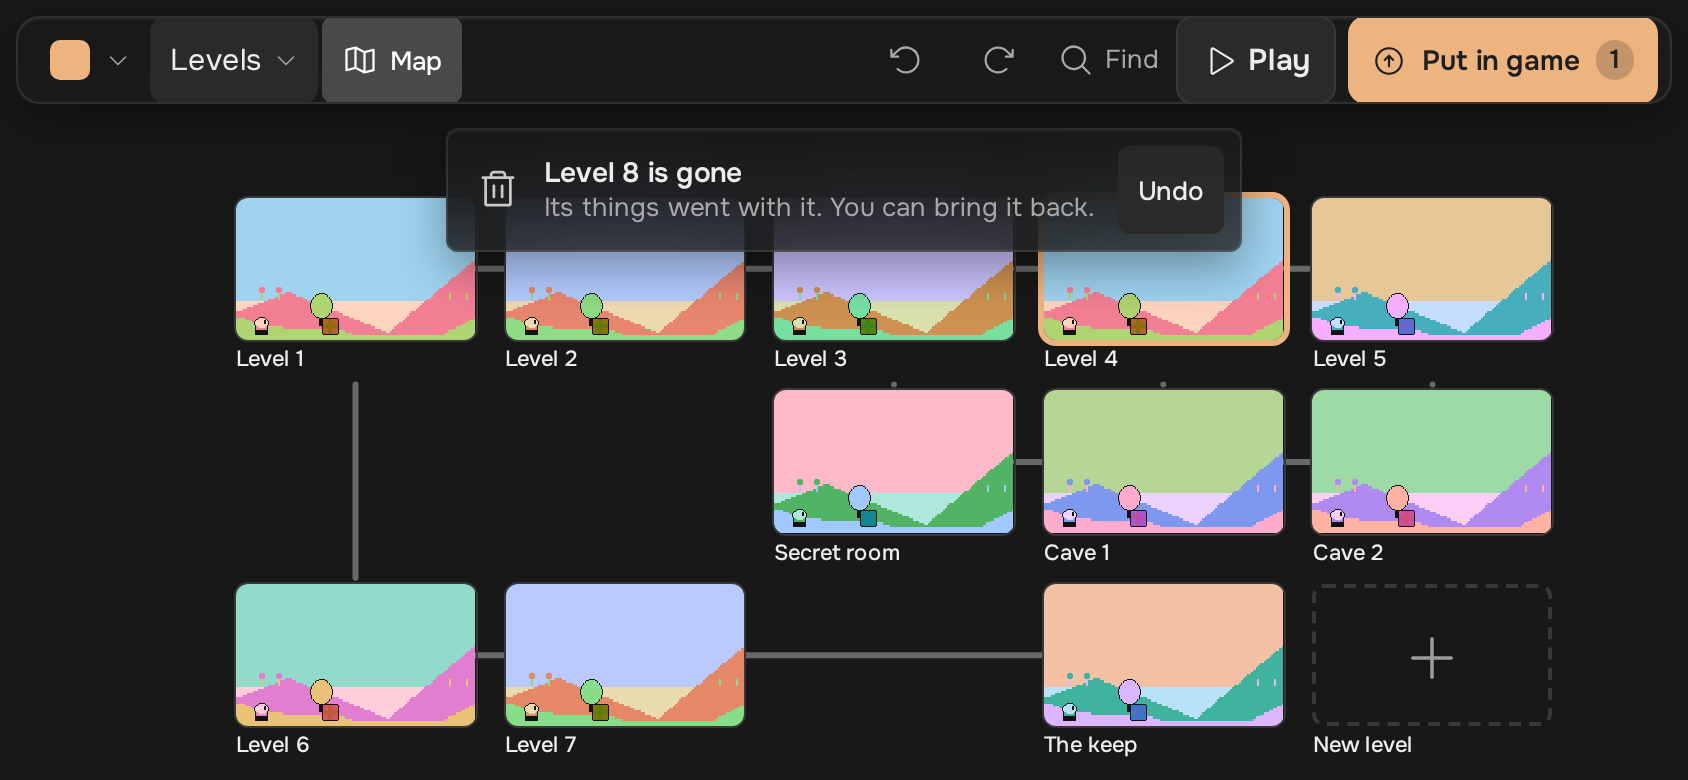 Levels
Map
Find
Play
Put in game 1
Level 8 is gone
Its things went with it. You can bring it back.
Undo
Level 1
Level 2
Level 3
Level 4
Level 5
Secret room
Cave 1
Cave 2
Level 6
Level 7
The keep
New level